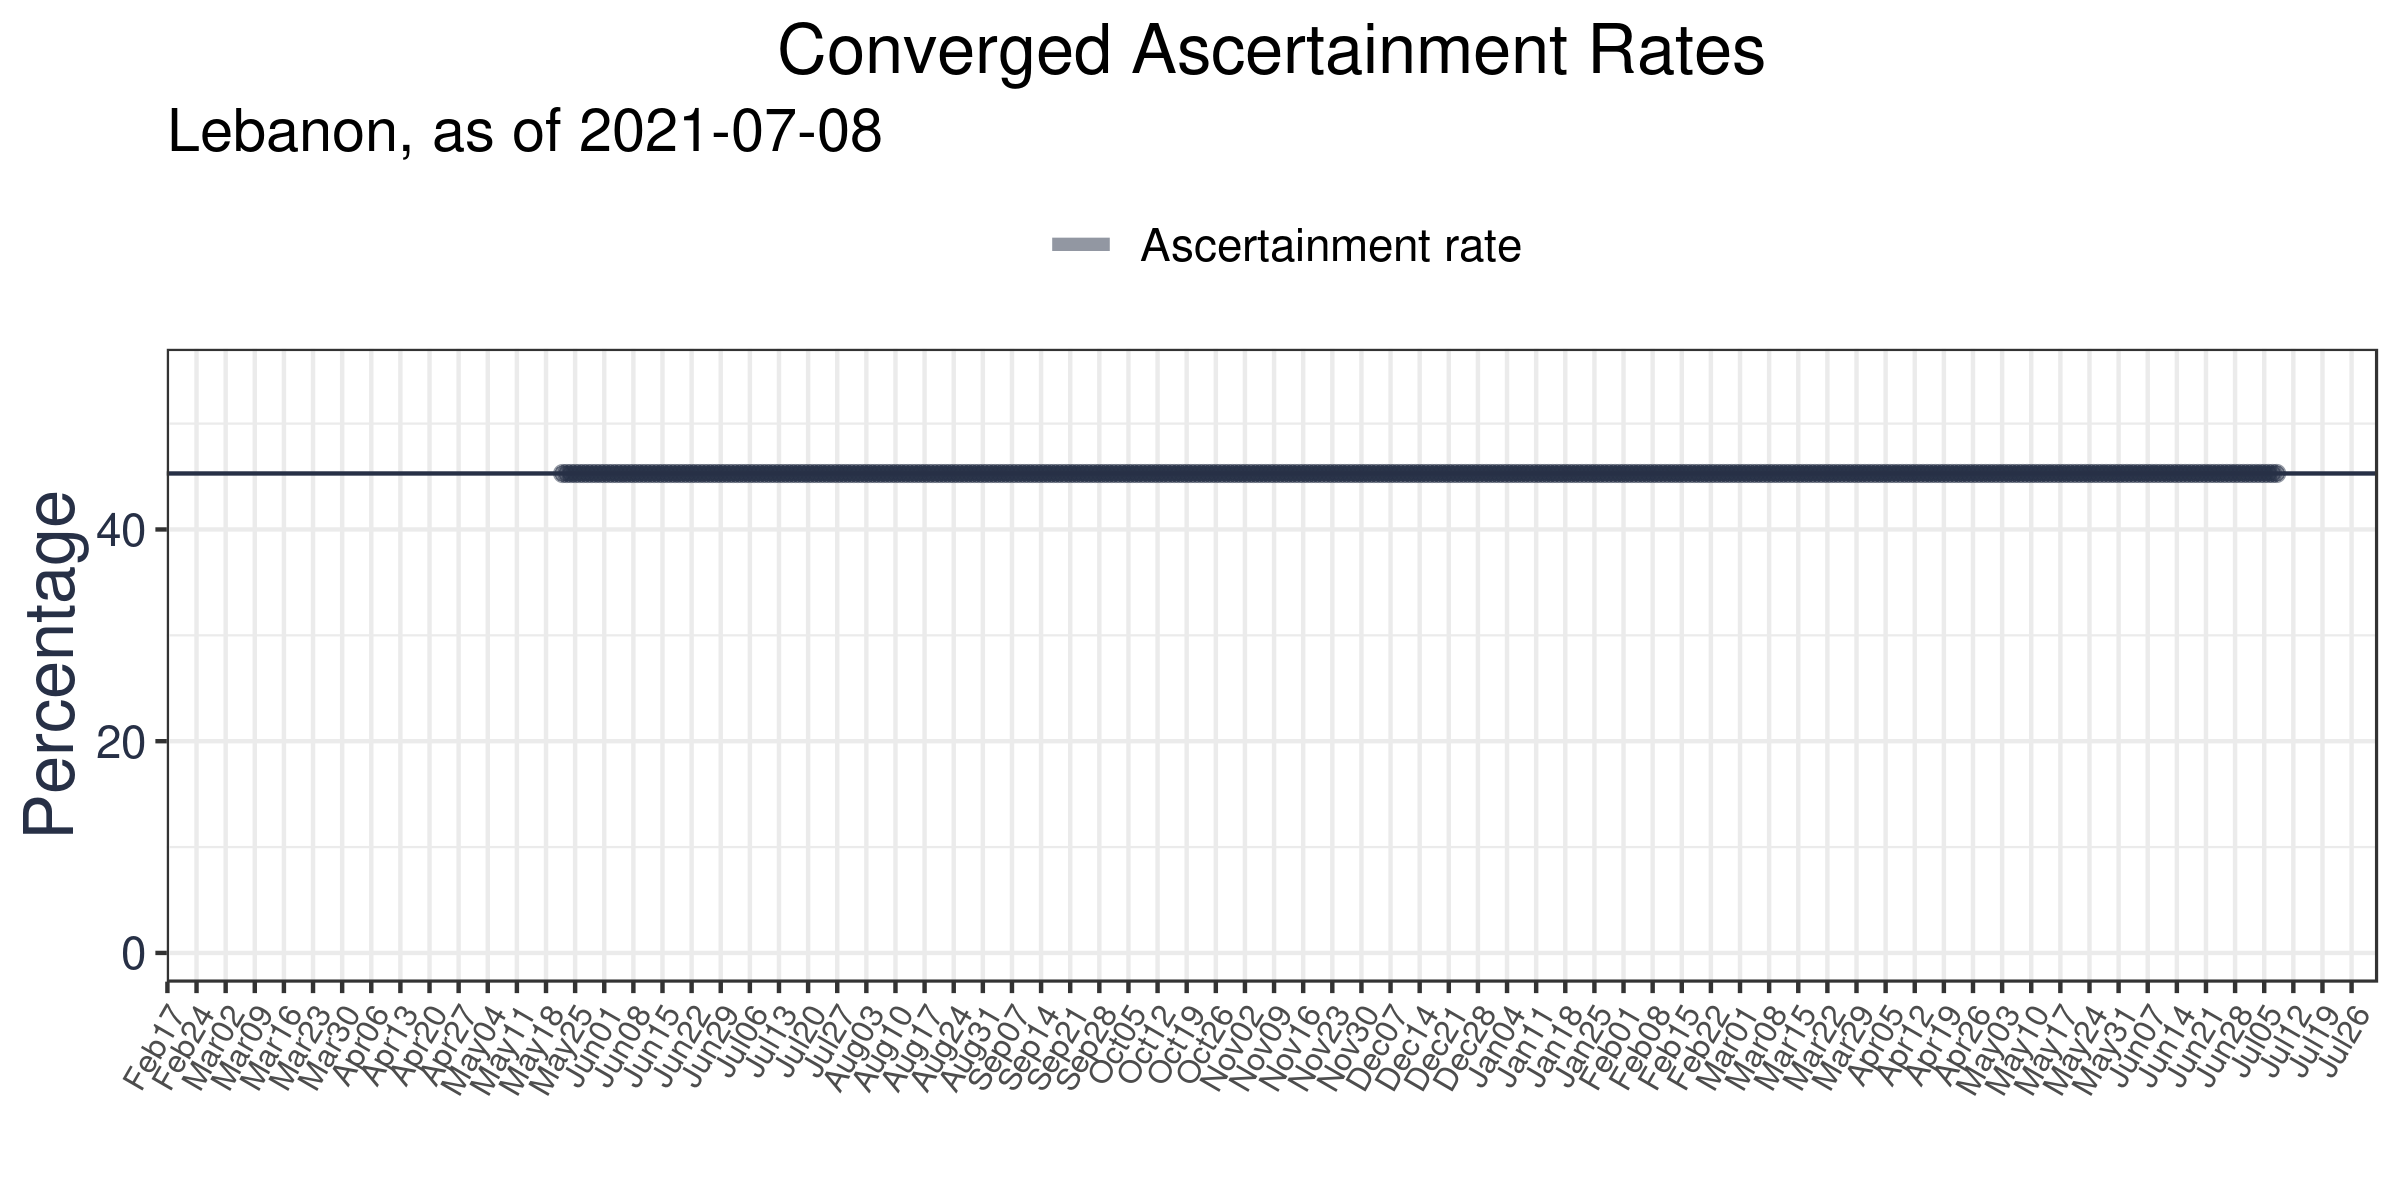 Converged Ascertainment Rates
Lebanon, as of 2021-07-08
Ascertainment rate
Percentage
40
20
0
Feb17
Feb24
Mar02
Mar09
Mar16
Mar23
Mar30
Apr06
Apr13
Apr20
Apr27
May04
May11
May18
May25
Jun01
Jun08
Jun15
Jun22
Jun29
Jul06
Jul13
Jul20
Jul27
Aug03
Aug10
Aug17
Aug24
Aug31
Sep07
Sep14
Sep21
Sep28
Oct05
Oct12
Oct19
Oct26
Nov02
Nov09
Nov16
Nov23
Nov30
Dec07
Dec14
Dec21
Dec28
Jan04
Jan11
Jan18
Jan25
Feb01
Feb08
Feb15
Feb22
Mar01
Mar08
Mar15
Mar22
Mar29
Apr05
Apr12
Apr19
Apr26
May03
May10
May17
May24
May31
Jun07
Jun14
Jun21
Jun28
Jul05
Jul12
Jul19
Jul26